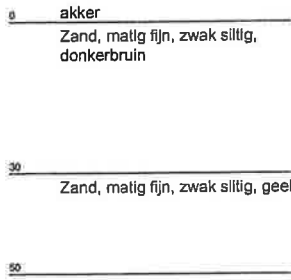 0 akker
Zand, matig fijn, zwak siltig,
donkerbruin
30
Zand, matig fijn, zwak siltig, geel
50